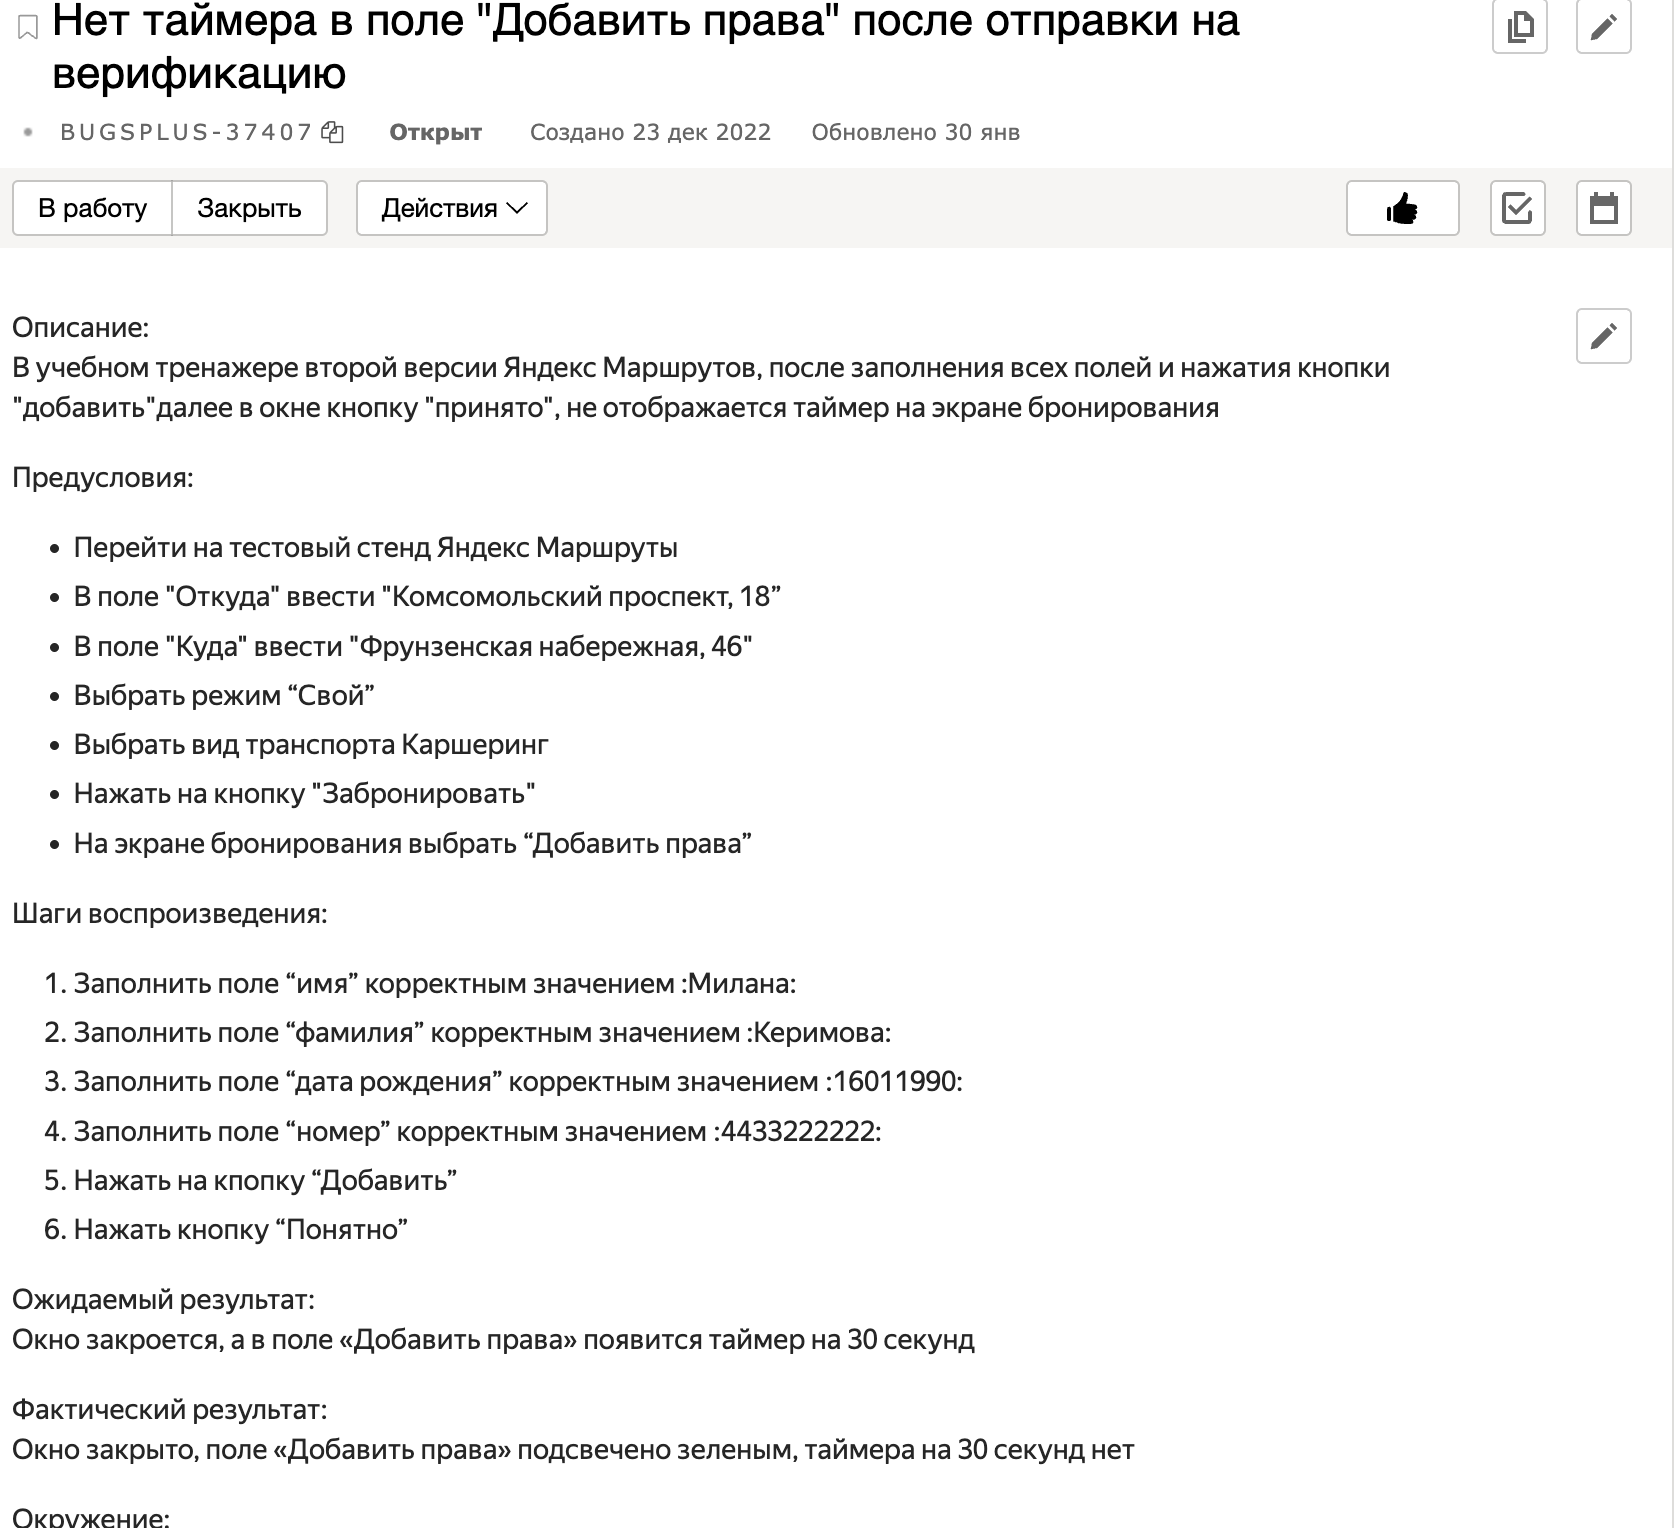 Нет таймера в поле "Добавить права" после отправки на
верификацию
BUGSPLUS-37407 Открыт Создано 23 дек 2022 Обновлено 30 янв
В работу Закрыть Действия
Описание:
В учебном тренажере второй версии Яндекс Маршрутов, после заполнения всех полей и нажатия кнопки
"добавить"далее в окне кнопку "принято", не отображается таймер на экране бронирования
Предусловия:
• Перейти на тестовый стенд Яндекс Маршруты
• В поле "Откуда" ввести "Комсомольский проспект, 18”
• В поле "Куда" ввести "Фрунзенская набережная, 46"
• Выбрать режим “Свой”
• Выбрать вид транспорта Каршеринг
• Нажать на кнопку "Забронировать"
• На экране бронирования выбрать “Добавить права”
Шаги воспроизведения:
1. Заполнить поле “имя” корректным значением :Милана:
2. Заполнить поле “фамилия” корректным значением :Керимова:
3. Заполнить поле “дата рождения” корректным значением :16011990:
4. Заполнить поле “номер” корректным значением :4433222222:
5. Нажать на кпопку “Добавить”
6. Нажать кнопку “Понятно”
Ожидаемый результат:
Окно закроется, а в поле «Добавить права» появится таймер на 30 секунд
Фактический результат:
Окно закрыто, поле «Добавить права» подсвечено зеленым, таймера на 30 секунд нет
Окружение: